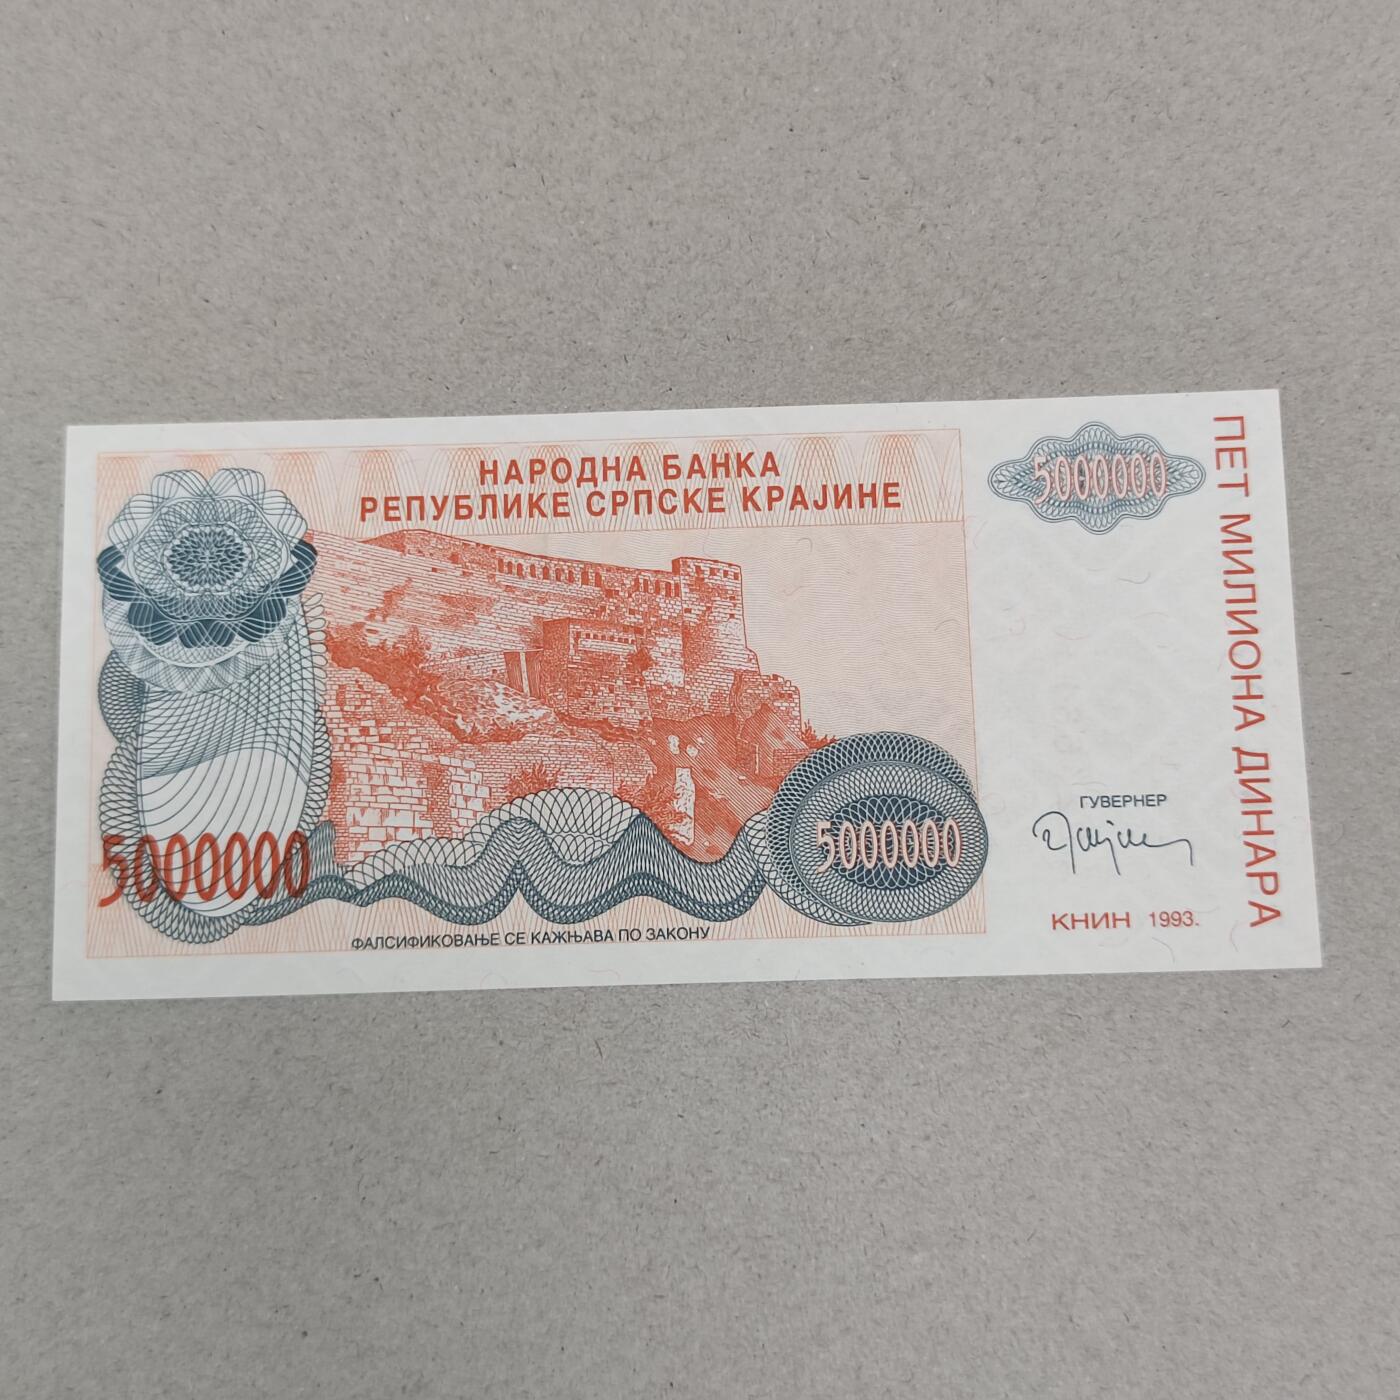 НАРОДНА БАНКА
РЕПУБЛИКЕ СРПСКЕ КРАЈИНЕ
5000000
ПЕТ МИЛИОНА ДИНАРА
5000000
5000000
ГУВЕРНЕР
КНИН 1993.
ФАЛСИФИКОВАЊЕ СЕ КАЖЊАВА ПО ЗАКОНУ